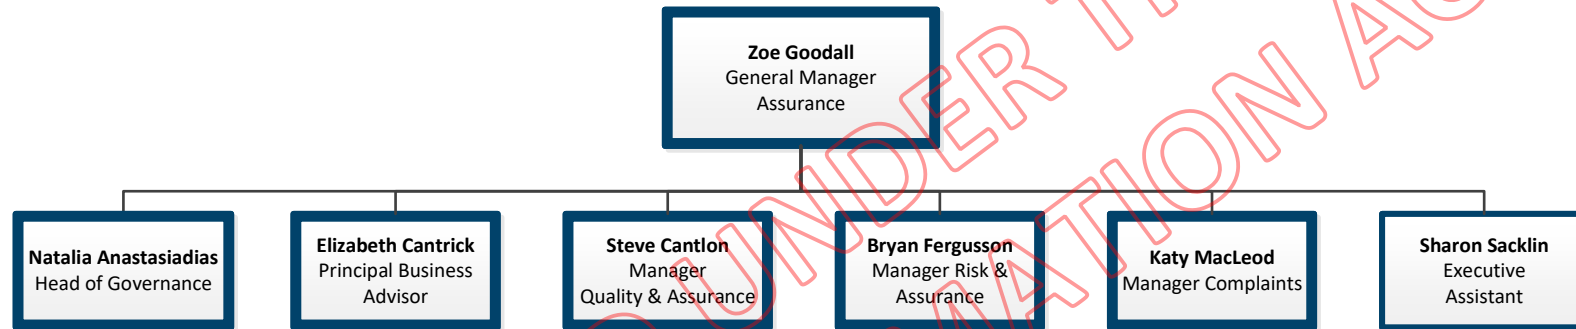 Zoe Goodall
General Manager
Assurance
Natalia Anastasiadias
Head of Governance
Elizabeth Cantrick
Principal Business
Advisor
Steve Cantlon
Manager
Quality & Assurance
Bryan Fergusson
Manager Risk &
Assurance
Katy MacLeod
Manager Complaints
Sharon Sacklin
Executive
Assistant
UNDER